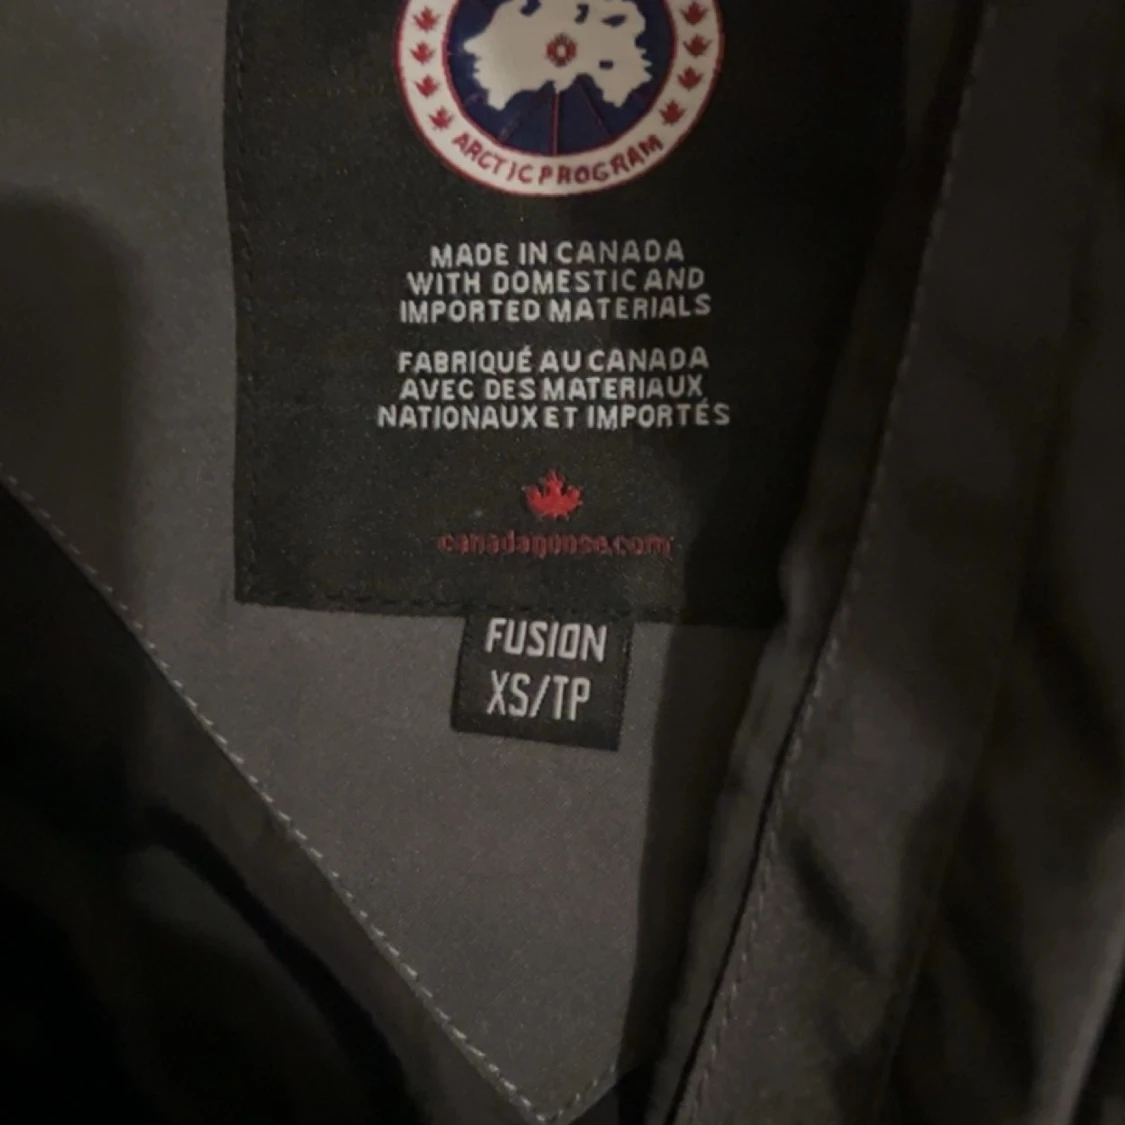 ARCTIC PROGRAM
MADE IN CANADA
WITH DOMESTIC AND
IMPORTED MATERIALS
FABRIQUÉ AU CANADA
AVEC DES MATERIAUX
NATIONAUX ET IMPORTÉS
canadagoose.com
FUSION
XS/TP